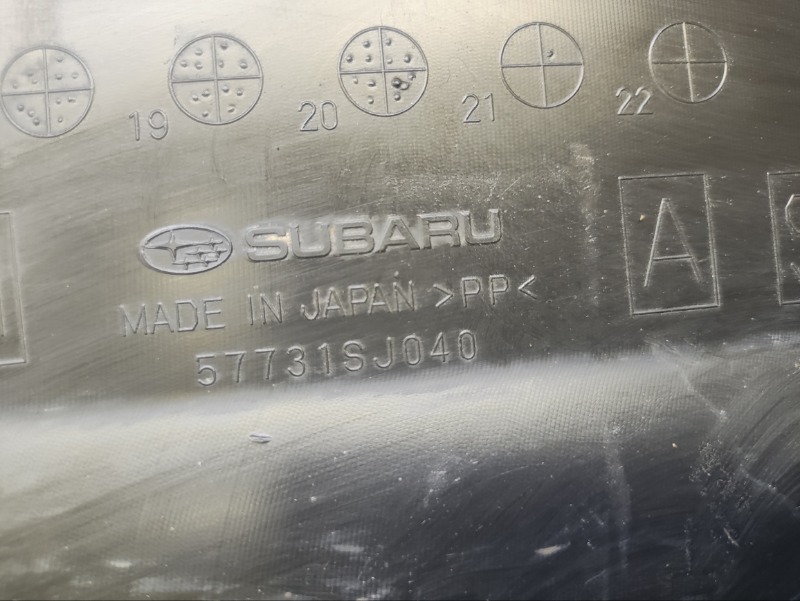 19 20 21 22
SUBARU
A
MADE IN JAPAN >PP<
57731SJ040